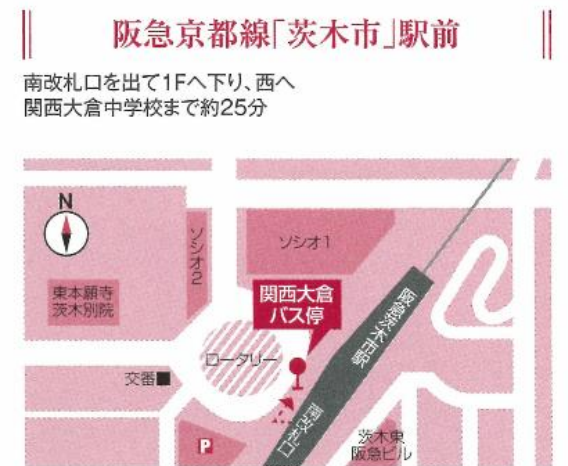 阪急京都線「茨木市」駅前
南改札口を出て1Fへ下り、西へ
関西大倉中学校まで約25分
N
ソシオ1
ソシオ2
東本願寺
茨木別院
関西大倉
バス停
阪急茨木市駅
ロータリー
交番
南改札口
P
茨木東
阪急ビル